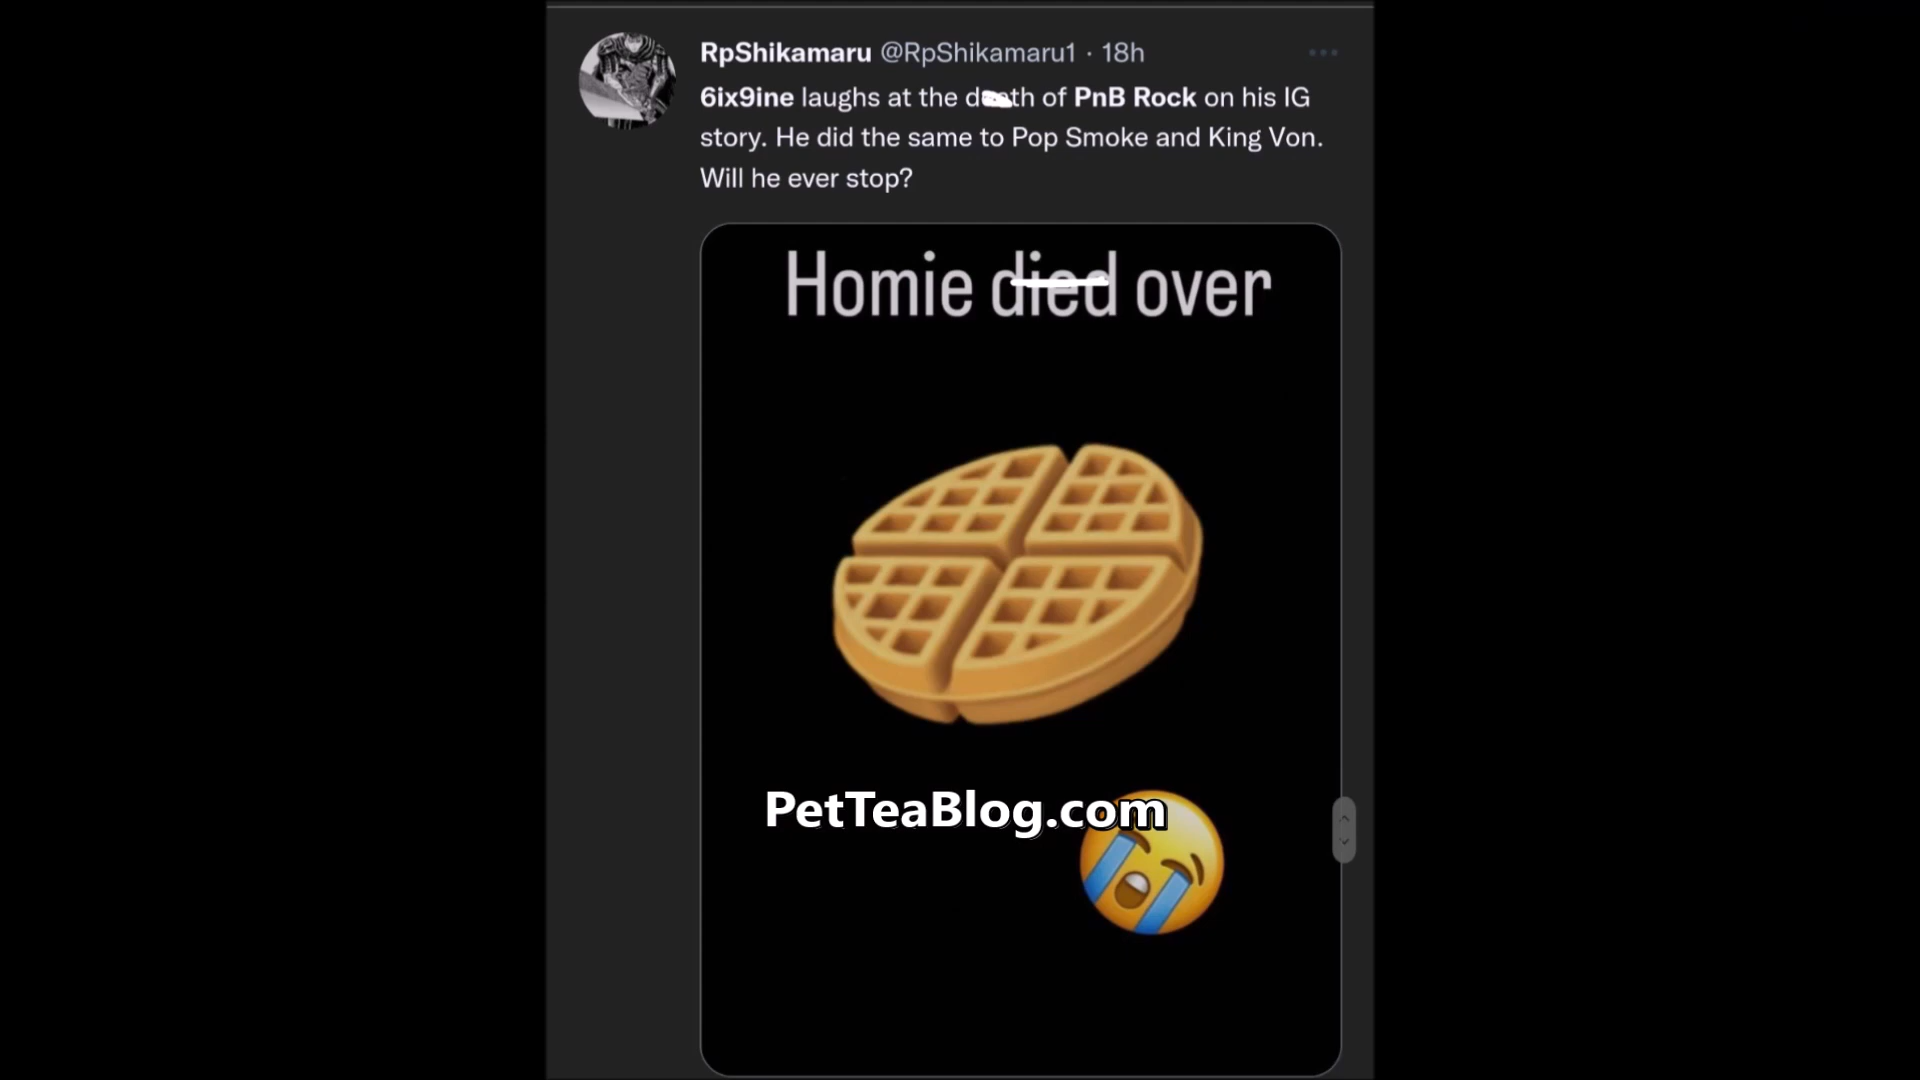 RpShikamaru @RpShikamaru1 · 18h
6ix9ine laughs at the death of PnB Rock on his IG
story. He did the same to Pop Smoke and King Von.
Will he ever stop?
Homie died over
PetTeaBlog.com